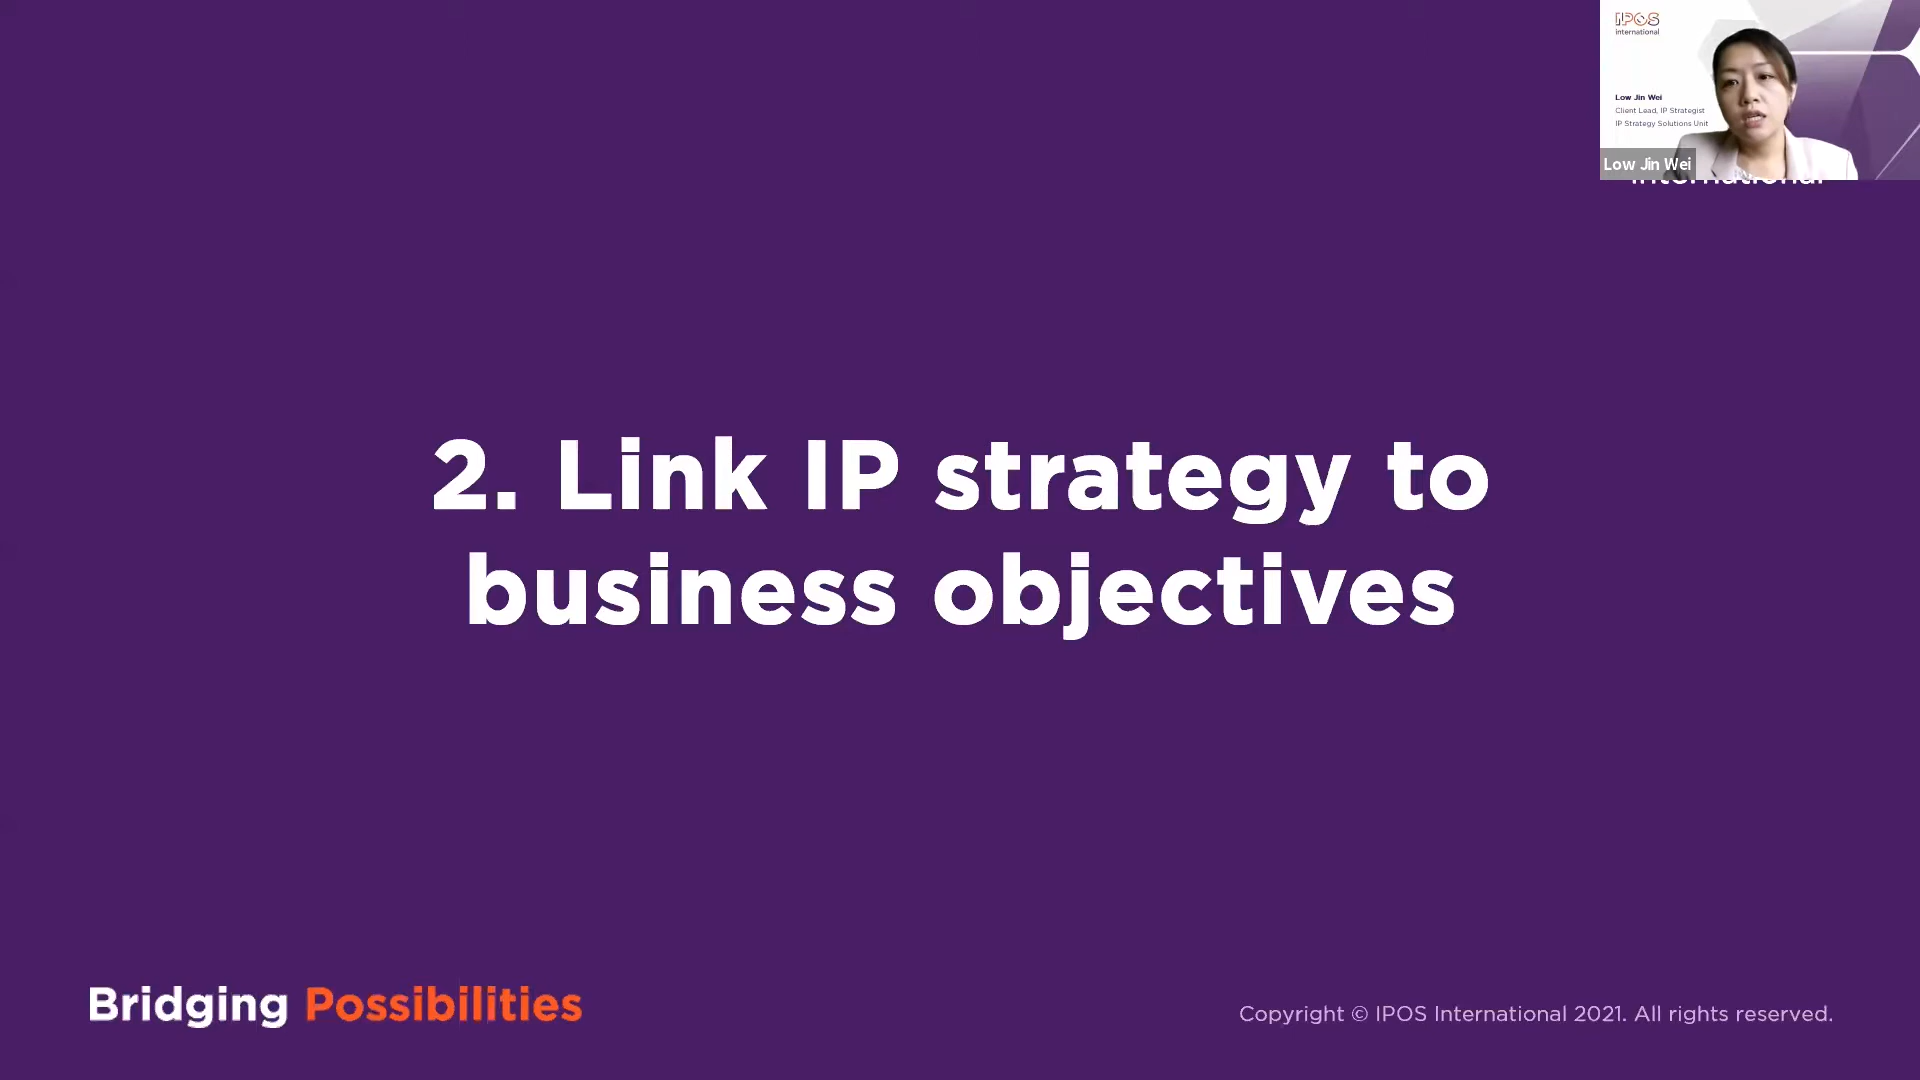 IPOS
international
Low Jin Wei
Client Lead, IP Strategist
IP Strategy Solutions Unit
Low Jin Wei
international
2. Link IP strategy to
business objectives
Bridging Possibilities
Copyright © IPOS International 2021. All rights reserved.